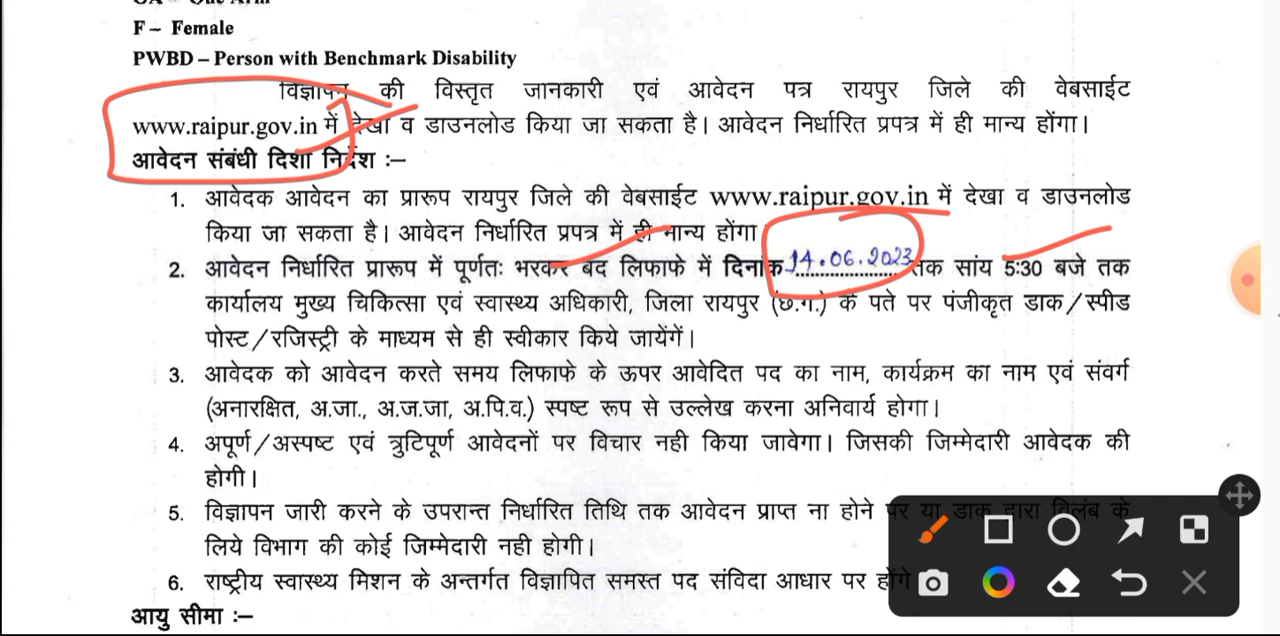 F – Female
PWBD – Person with Benchmark Disability
विज्ञापन की विस्तृत जानकारी एवं आवेदन पत्र रायपुर जिले की वेबसाईट
www.raipur.gov.in में देखा व डाउनलोड किया जा सकता है। आवेदन निर्धारित प्रपत्र में ही मान्य होंगा।
आवेदन संबंधी दिशा निर्देश :–
1. आवेदक आवेदन का प्रारूप रायपुर जिले की वेबसाईट www.raipur.gov.in में देखा व डाउनलोड
किया जा सकता है। आवेदन निर्धारित प्रपत्र में ही मान्य होंगा
2. आवेदन निर्धारित प्रारूप में पूर्णतः भरकर बंद लिफाफे में दिनांक 14.06.2023 तक सांय 5:30 बजे तक
कार्यालय मुख्य चिकित्सा एवं स्वास्थ्य अधिकारी, जिला रायपुर (छ.ग.) के पते पर पंजीकृत डाक/स्पीड
पोस्ट/रजिस्ट्री के माध्यम से ही स्वीकार किये जायेंगें।
3. आवेदक को आवेदन करते समय लिफाफे के ऊपर आवेदित पद का नाम, कार्यक्रम का नाम एवं संवर्ग
(अनारक्षित, अ.जा., अ.ज.जा, अ.पि.व.) स्पष्ट रूप से उल्लेख करना अनिवार्य होगा।
4. अपूर्ण/अस्पष्ट एवं त्रुटिपूर्ण आवेदनों पर विचार नही किया जावेगा। जिसकी जिम्मेदारी आवेदक की
होगी।
5. विज्ञापन जारी करने के उपरान्त निर्धारित तिथि तक आवेदन प्राप्त ना होने पर या डाक द्वारा विलंब के
लिये विभाग की कोई जिम्मेदारी नही होगी।
6. राष्ट्रीय स्वास्थ्य मिशन के अन्तर्गत विज्ञापित समस्त पद संविदा आधार पर होंगे
आयु सीमा :–